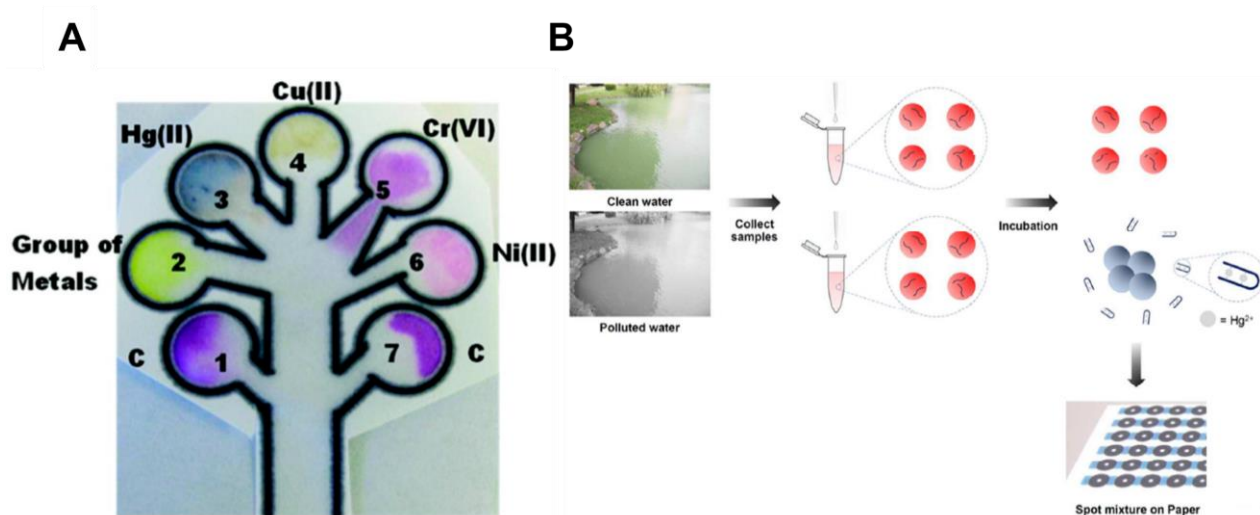 A
B
Cu(II)
Hg(II)
Cr(VI)
4
3
5
Group of
Metals
2
6
Ni(II)
C
1
7
C
Clean water
Collect
samples
Incubation
Polluted water
= Hg²⁺
Spot mixture on Paper